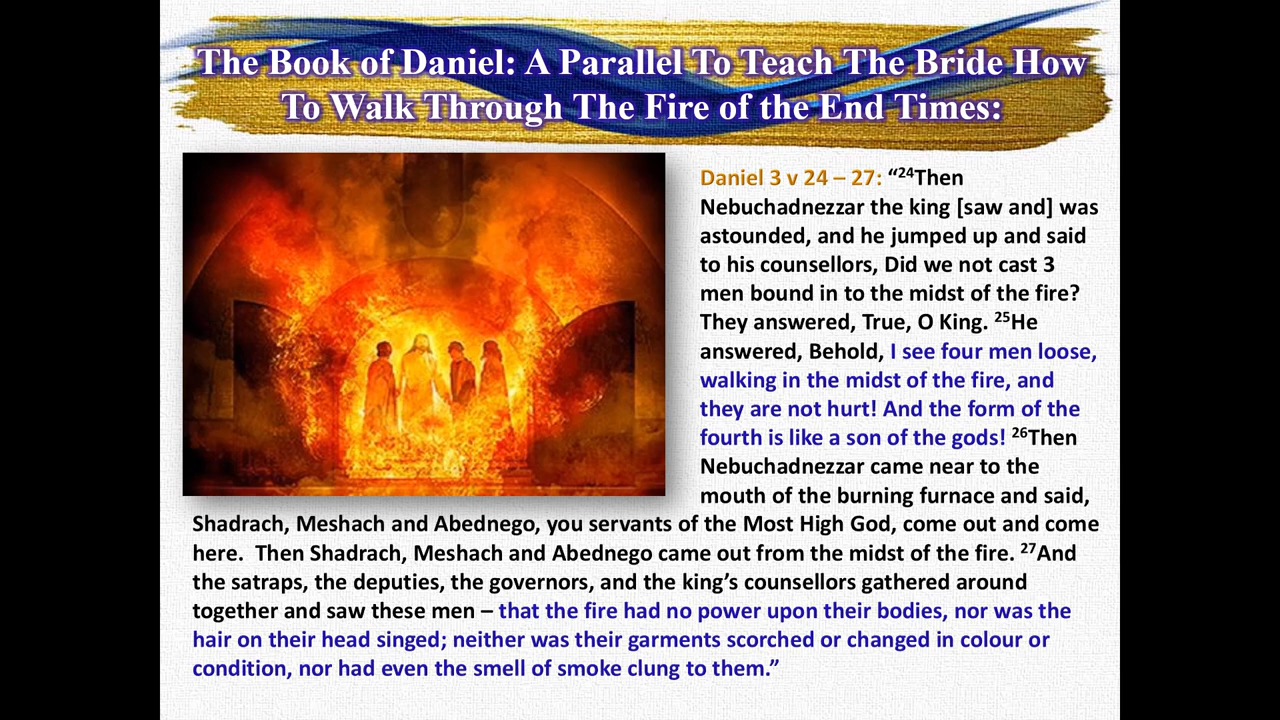 The Book of Daniel: A Parallel To Teach The Bride How
To Walk Through The Fire of the End Times:
Daniel 3 v 24 – 27: “24Then
Nebuchadnezzar the king [saw and] was
astounded, and he jumped up and said
to his counsellors, Did we not cast 3
men bound in to the midst of the fire?
They answered, True, O King. 25He
answered, Behold, I see four men loose,
walking in the midst of the fire, and
they are not hurt! And the form of the
fourth is like a son of the gods! 26Then
Nebuchadnezzar came near to the
mouth of the burning furnace and said,
Shadrach, Meshach and Abednego, you servants of the Most High God, come out and come
here.  Then Shadrach, Meshach and Abednego came out from the midst of the fire. 27And
the satraps, the deputies, the governors, and the king’s counsellors gathered around
together and saw these men – that the fire had no power upon their bodies, nor was the
hair on their head singed; neither was their garments scorched or changed in colour or
condition, nor had even the smell of smoke clung to them.”